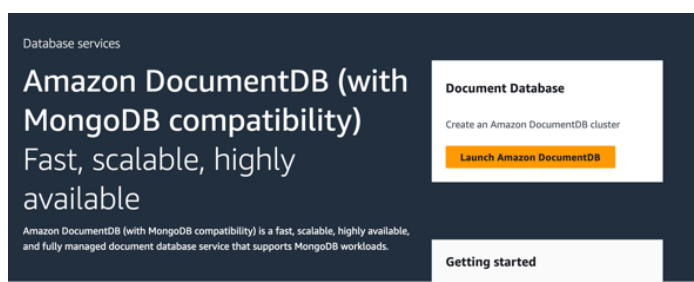 Database services
Amazon DocumentDB (with
MongoDB compatibility)
Fast, scalable, highly
available
Amazon DocumentDB (with MongoDB compatibility) is a fast, scalable, highly available,
and fully managed document database service that supports MongoDB workloads.
Document Database
Create an Amazon DocumentDB cluster
Launch Amazon DocumentDB
Getting started